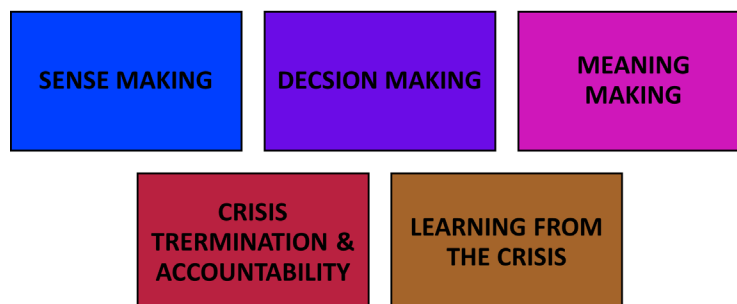 SENSE MAKING
DECSION MAKING
MEANING
MAKING
CRISIS
TRERMINATION &
ACCOUNTABILITY
LEARNING FROM
THE CRISIS